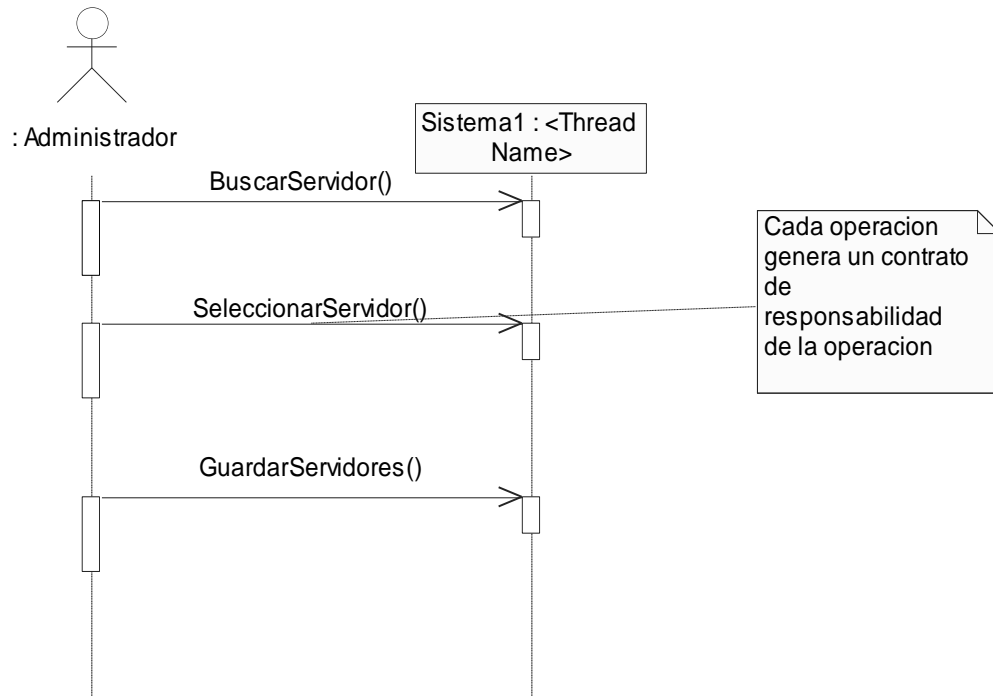 : Administrador
Sistema1 : <Thread
Name>
BuscarServidor()
Cada operacion
genera un contrato
de
responsabilidad
de la operacion
SeleccionarServidor()
GuardarServidores()